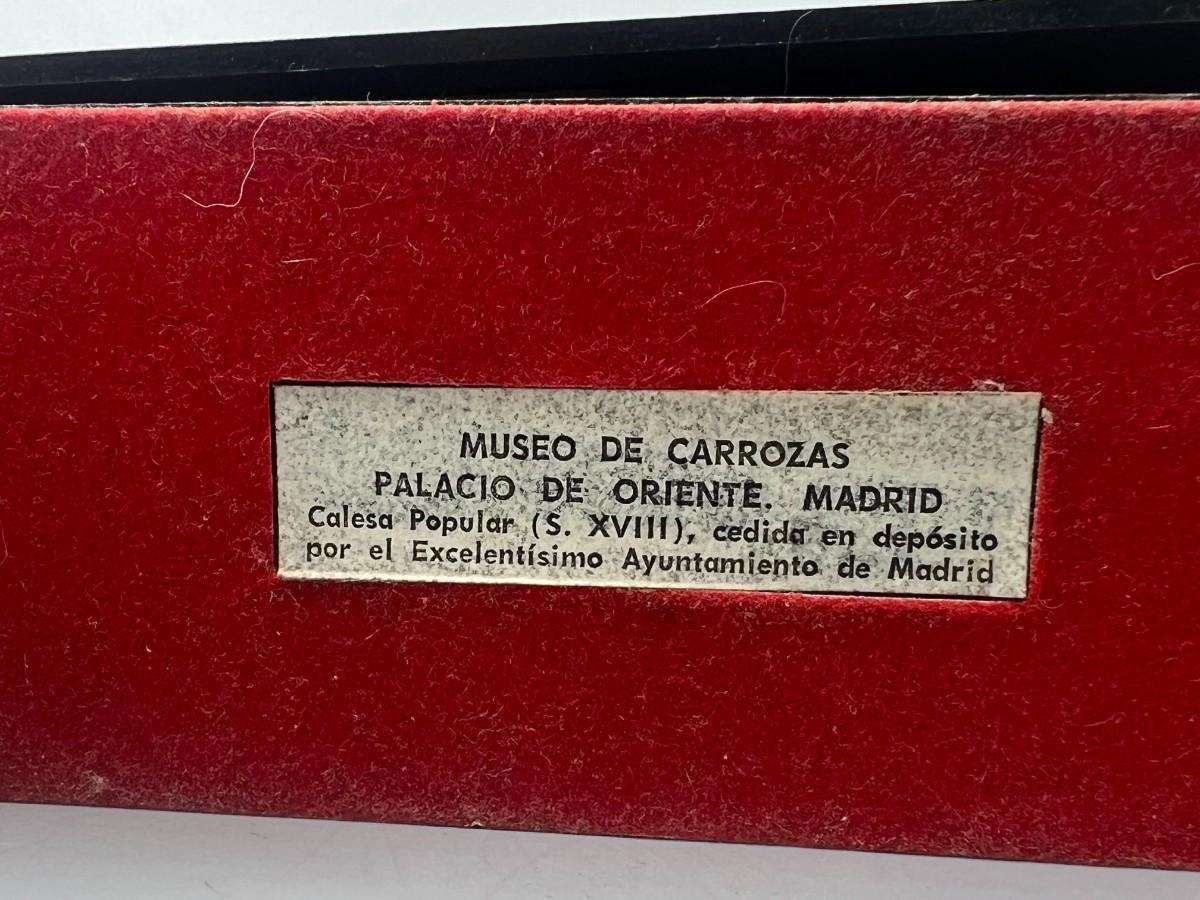 MUSEO DE CARROZAS
PALACIO DE ORIENTE. MADRID
Calesa Popular (S. XVIII), cedida en depósito
por el Excelentísimo Ayuntamiento de Madrid